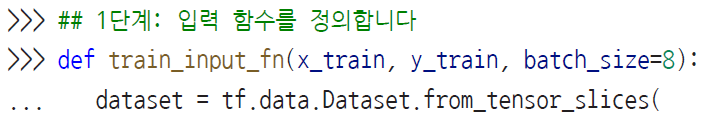 >>> ## 1단계: 입력 함수를 정의합니다
>>> def train_input_fn(x_train, y_train, batch_size=8):
...    dataset = tf.data.Dataset.from_tensor_slices(